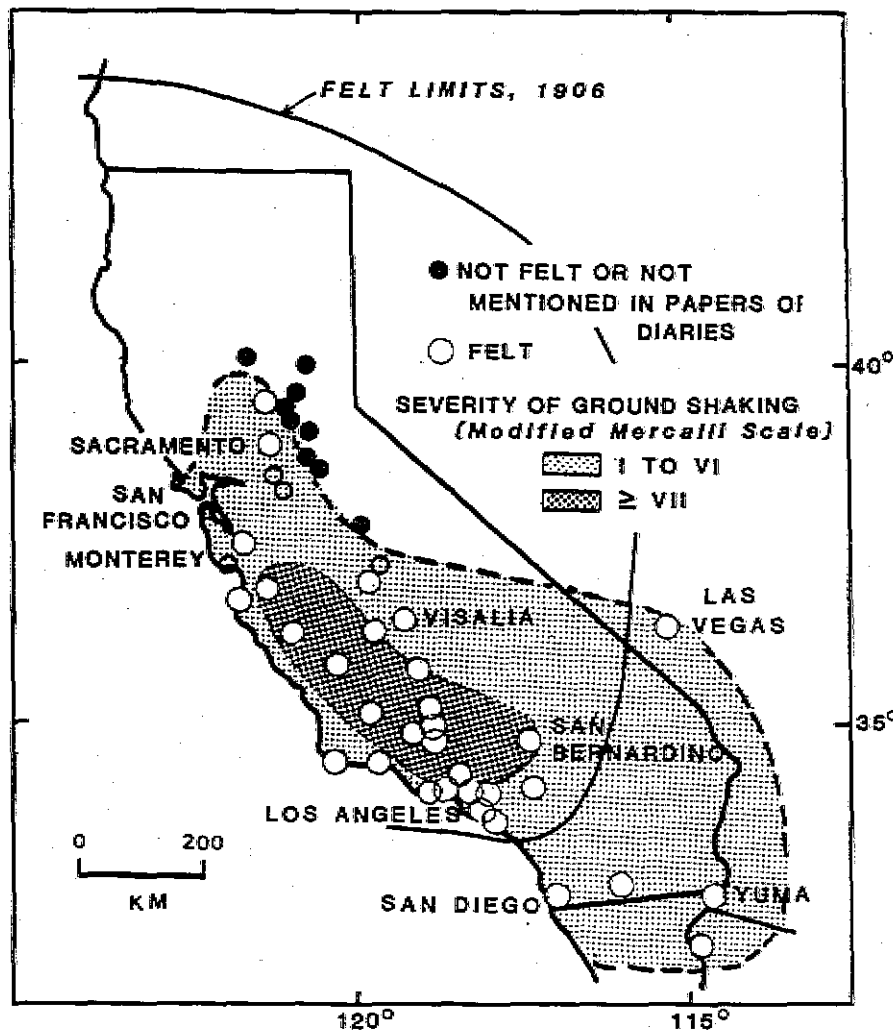 FELT LIMITS, 1906
NOT FELT OR NOT
MENTIONED IN PAPERS OF
DIARIES
FELT
40°
SEVERITY OF GROUND SHAKING
(Modified Mercalli Scale)
I TO VI
≥ VII
SACRAMENTO
SAN
FRANCISCO
MONTEREY
VISALIA
LAS
VEGAS
35°
SAN
BERNARDINO
LOS ANGELES
0 200
KM
SAN DIEGO
YUMA
120° 115°